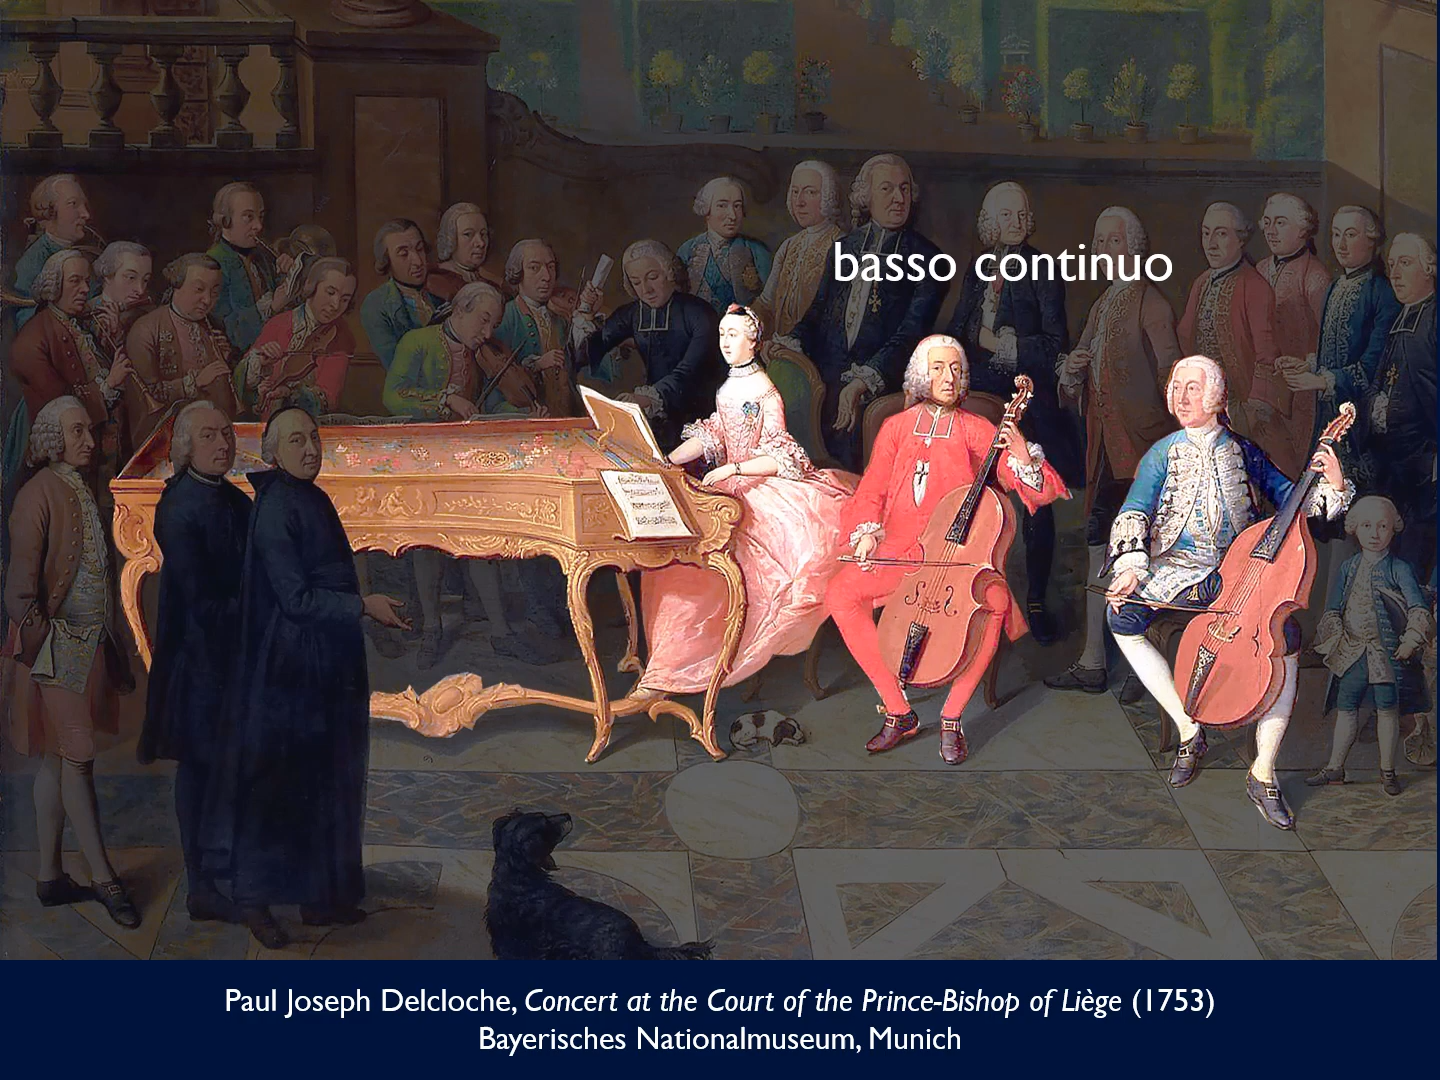 basso continuo
Paul Joseph Delcloche, Concert at the Court of the Prince-Bishop of Liège (1753)
Bayerisches Nationalmuseum, Munich